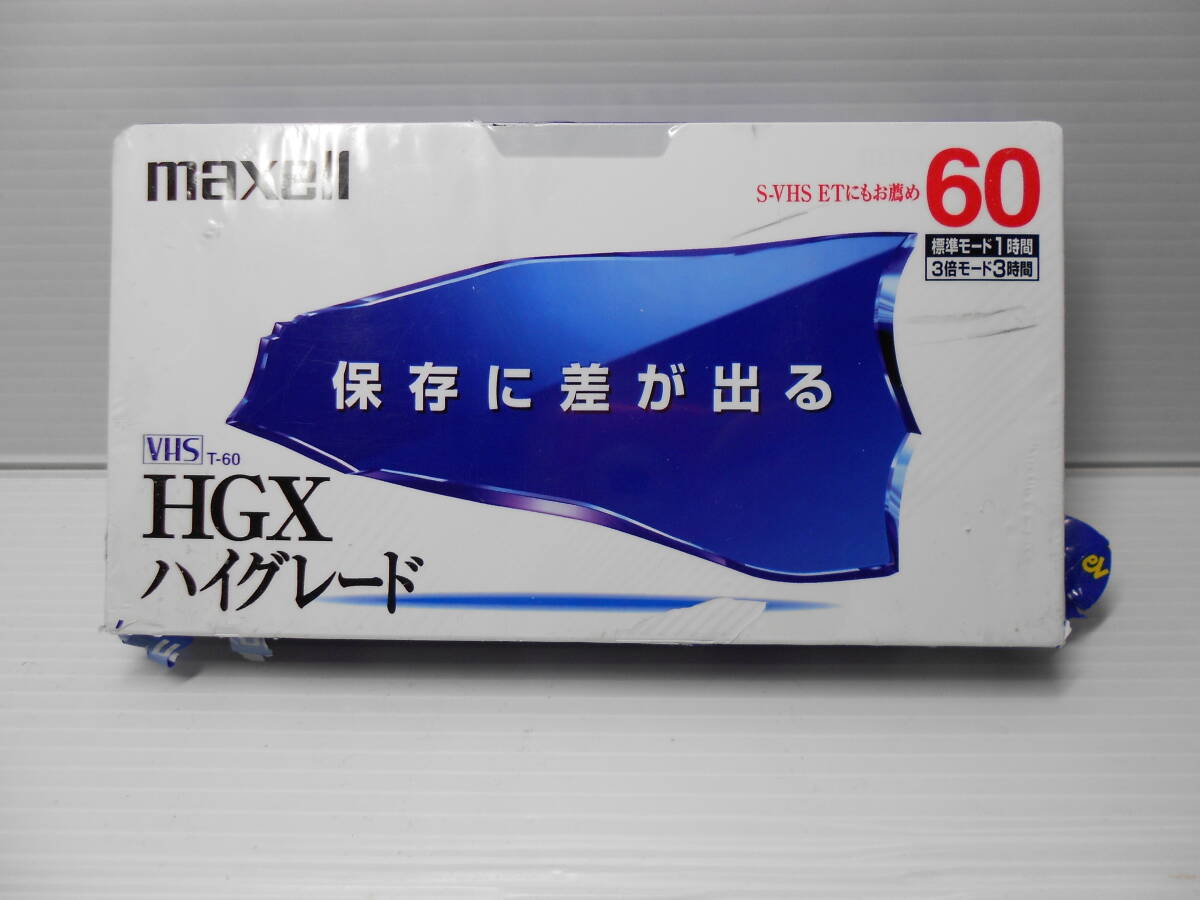 maxell
S-VHS ETにもお薦め
60
標準モード1時間
3倍モード3時間
保存に差が出る
VHS T-60
HGX
ハイグレード